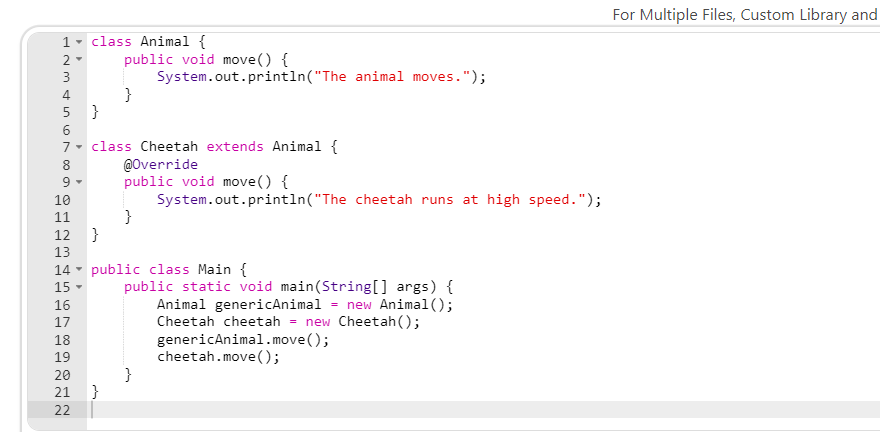 For Multiple Files, Custom Library and
1 class Animal {
2     public void move() {
3         System.out.println("The animal moves.");
4     }
5 }
6
7 class Cheetah extends Animal {
8     @Override
9     public void move() {
10         System.out.println("The cheetah runs at high speed.");
11     }
12 }
13
14 public class Main {
15     public static void main(String[] args) {
16         Animal genericAnimal = new Animal();
17         Cheetah cheetah = new Cheetah();
18         genericAnimal.move();
19         cheetah.move();
20     }
21 }
22